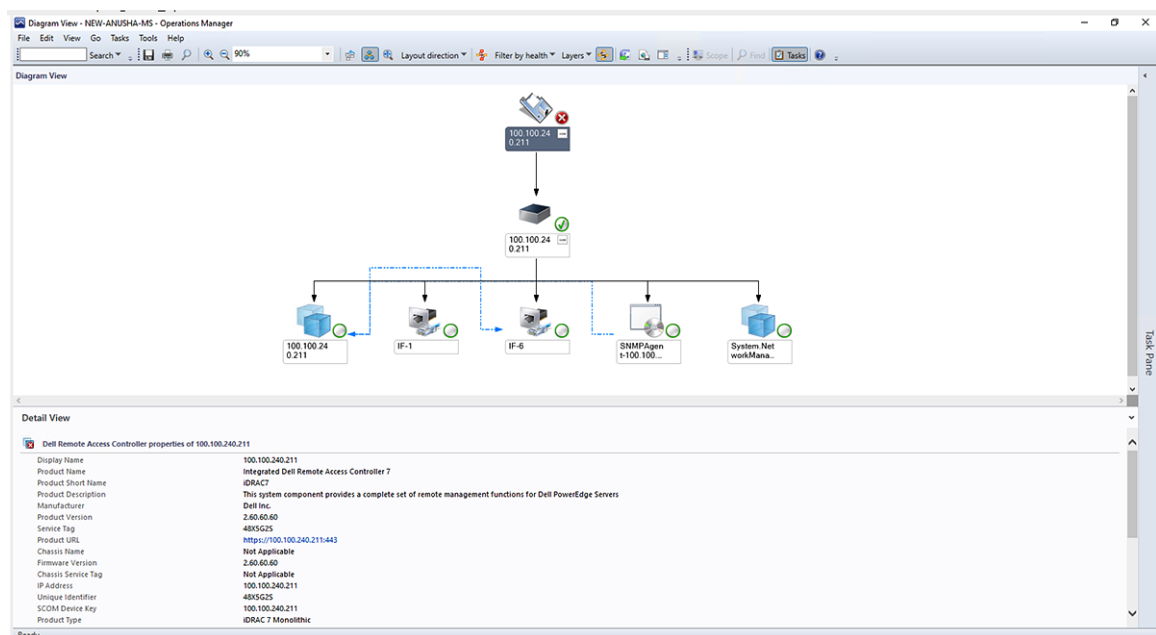 Diagram View - NEW-ANUSHA-MS - Operations Manager
File Edit View Go Tasks Tools Help
Search 90% Layout direction Filter by health Layers Scope Find Tasks
Diagram View
100.100.24
0.211
100.100.24
0.211
100.100.24
0.211
IF-1
IF-6
SNMPAgen
t-100.100...
System.Net
workMana...
Task Pane
Detail View
Dell Remote Access Controller properties of 100.100.240.211
Display Name 100.100.240.211
Product Name Integrated Dell Remote Access Controller 7
Product Short Name iDRAC7
Product Description This system component provides a complete set of remote management functions for Dell PowerEdge Servers
Manufacturer Dell Inc.
Product Version 2.60.60.60
Service Tag 48X5G2S
Product URL https://100.100.240.211:443
Chassis Name Not Applicable
Firmware Version 2.60.60.60
Chassis Service Tag Not Applicable
IP Address 100.100.240.211
Unique Identifier 48X5G2S
SCOM Device Key 100.100.240.211
Product Type iDRAC 7 Monolithic